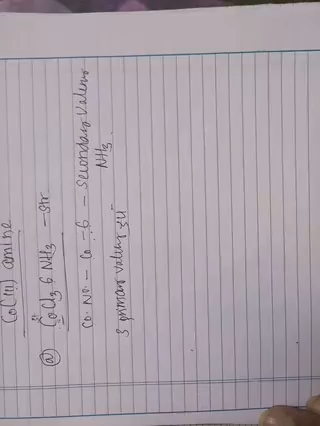 Co(III) amine
(a) CoCl3 6 NH3 – Str
Co. No. – Co – 6 – Secondary Valency
NH3
3 primary valency 3Cl-